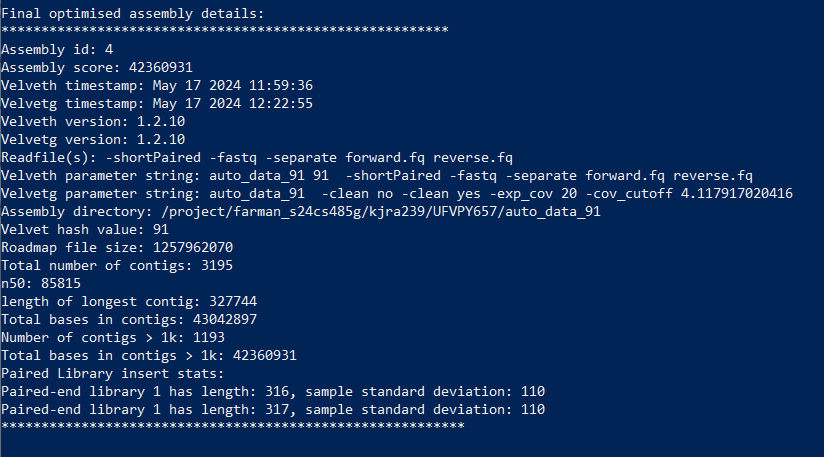 Final optimised assembly details:
********************************************************
Assembly id: 4
Assembly score: 42360931
Velveth timestamp: May 17 2024 11:59:36
Velvetg timestamp: May 17 2024 12:22:55
Velveth version: 1.2.10
Velvetg version: 1.2.10
Readfile(s): -shortPaired -fastq -separate forward.fq reverse.fq
Velveth parameter string: auto_data_91 91  -shortPaired -fastq -separate forward.fq reverse.fq
Velvetg parameter string: auto_data_91  -clean no -clean yes -exp_cov 20 -cov_cutoff 4.117917020416
Assembly directory: /project/farman_s24cs485g/kjra239/UFVPY657/auto_data_91
Velvet hash value: 91
Roadmap file size: 1257962070
Total number of contigs: 3195
n50: 85815
length of longest contig: 327744
Total bases in contigs: 43042897
Number of contigs > 1k: 1193
Total bases in contigs > 1k: 42360931
Paired Library insert stats:
Paired-end library 1 has length: 316, sample standard deviation: 110
Paired-end library 1 has length: 317, sample standard deviation: 110
**********************************************************